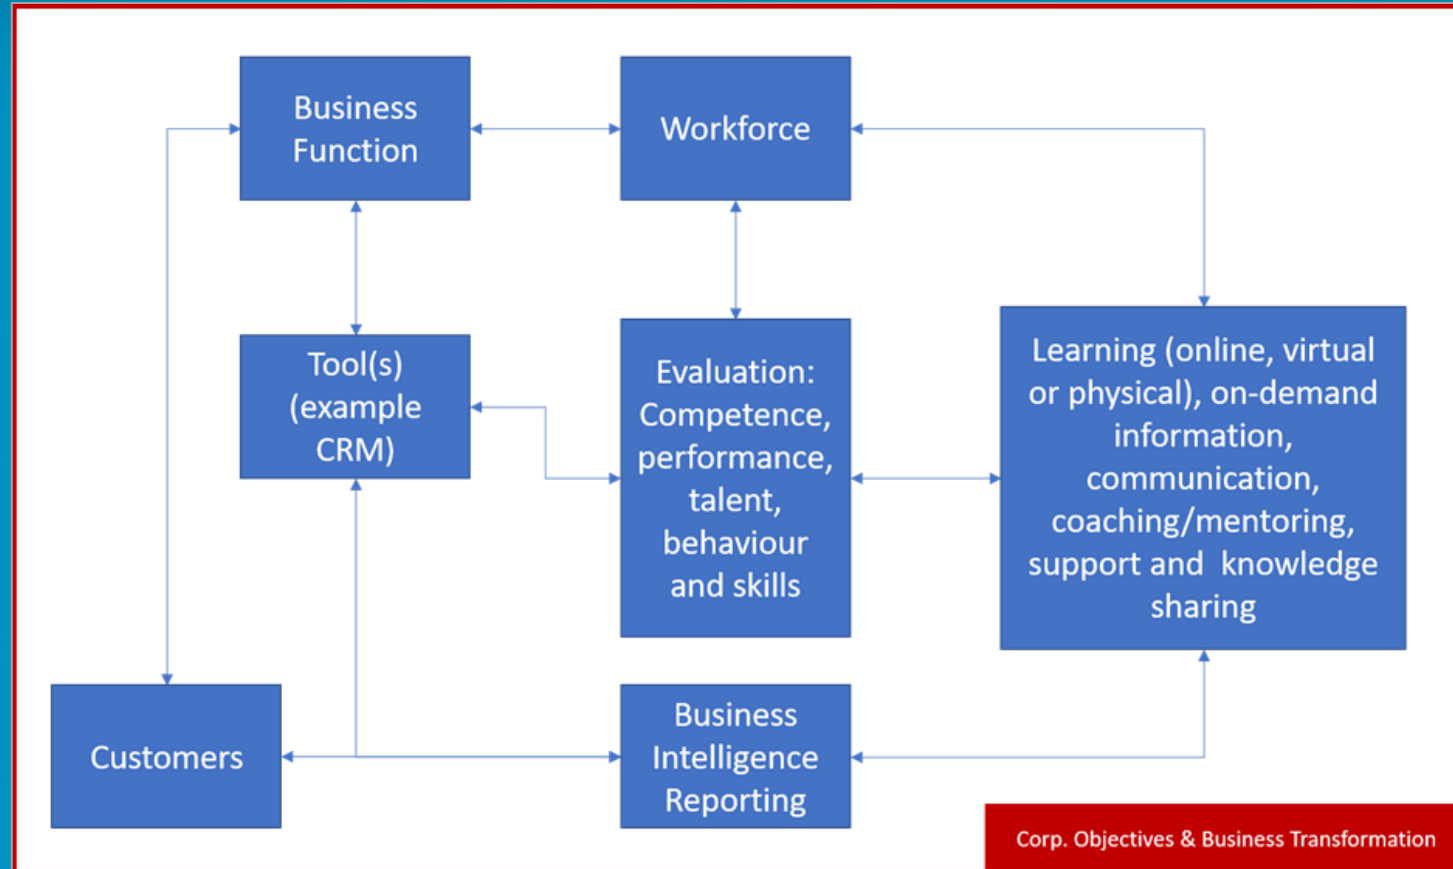 Business
Function
Workforce
Tool(s)
(example
CRM)
Evaluation:
Competence,
performance,
talent,
behaviour
and skills
Learning (online, virtual
or physical), on-demand
information,
communication,
coaching/mentoring,
support and  knowledge
sharing
Customers
Business
Intelligence
Reporting
Corp. Objectives & Business Transformation